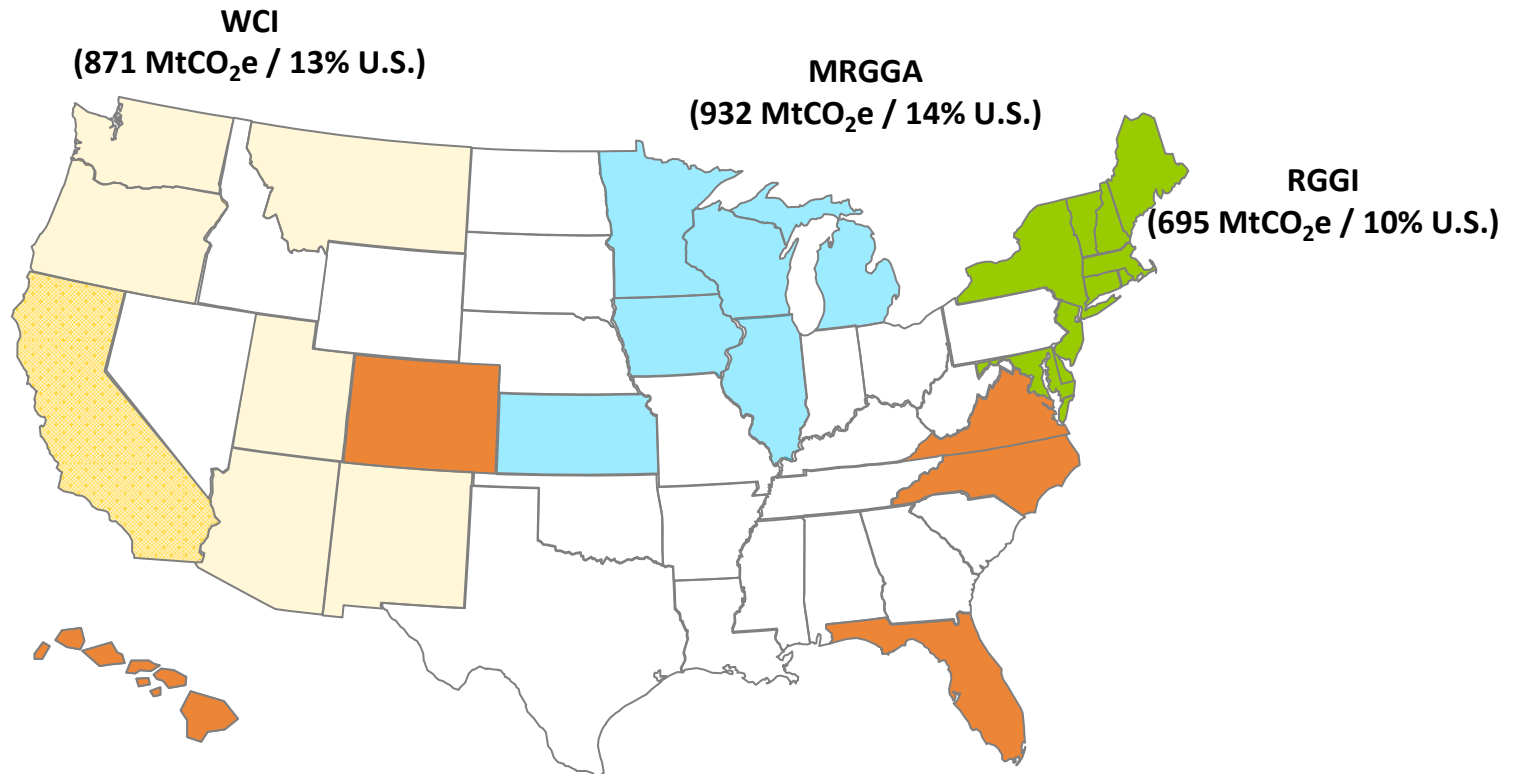 WCI
(871 MtCO₂e / 13% U.S.)
MRGGA
(932 MtCO₂e / 14% U.S.)
RGGI
(695 MtCO₂e / 10% U.S.)